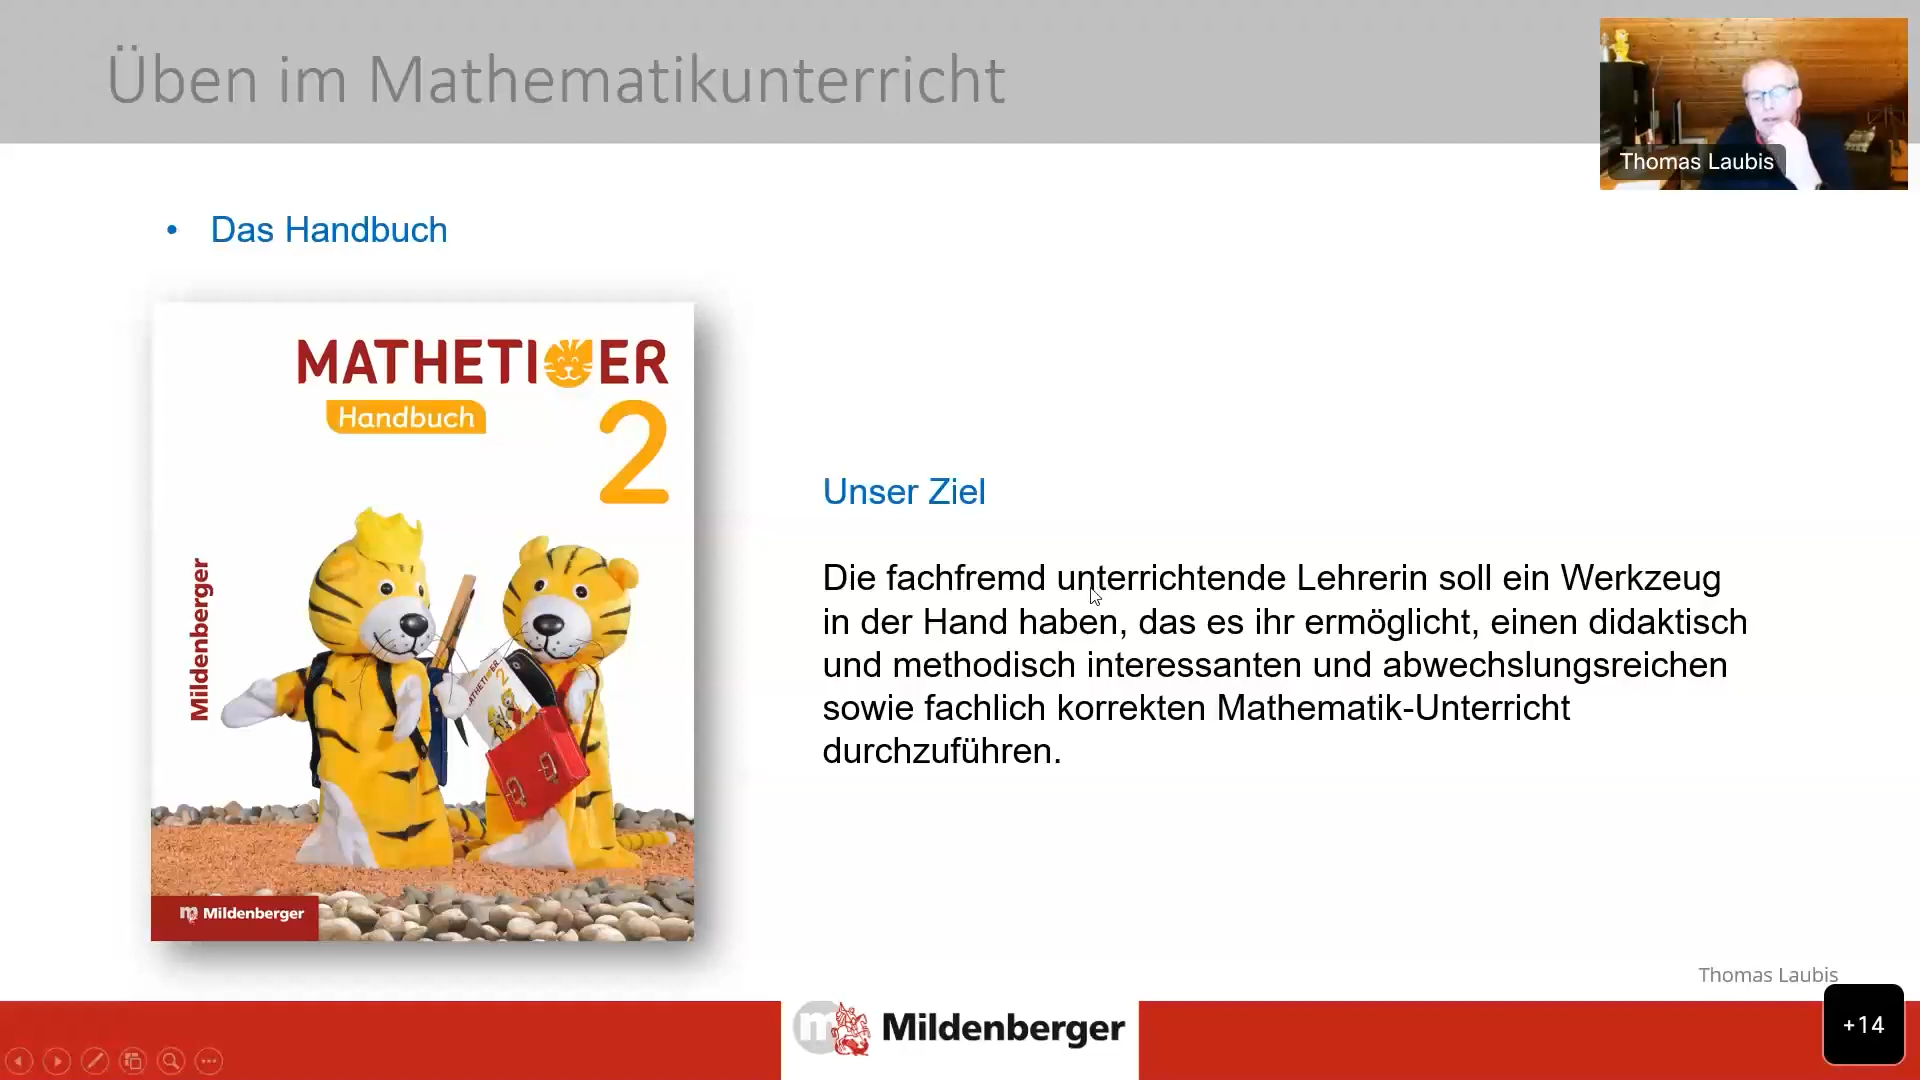 Üben im Mathematikunterricht
Thomas Laubis
• Das Handbuch
MATHETIGER
Handbuch
2
Mildenberger
MATHETIGER
2
Mildenberger
Unser Ziel
Die fachfremd unterrichtende Lehrerin soll ein Werkzeug
in der Hand haben, das es ihr ermöglicht, einen didaktisch
und methodisch interessanten und abwechslungsreichen
sowie fachlich korrekten Mathematik-Unterricht
durchzuführen.
Thomas Laubis
m Mildenberger
+14